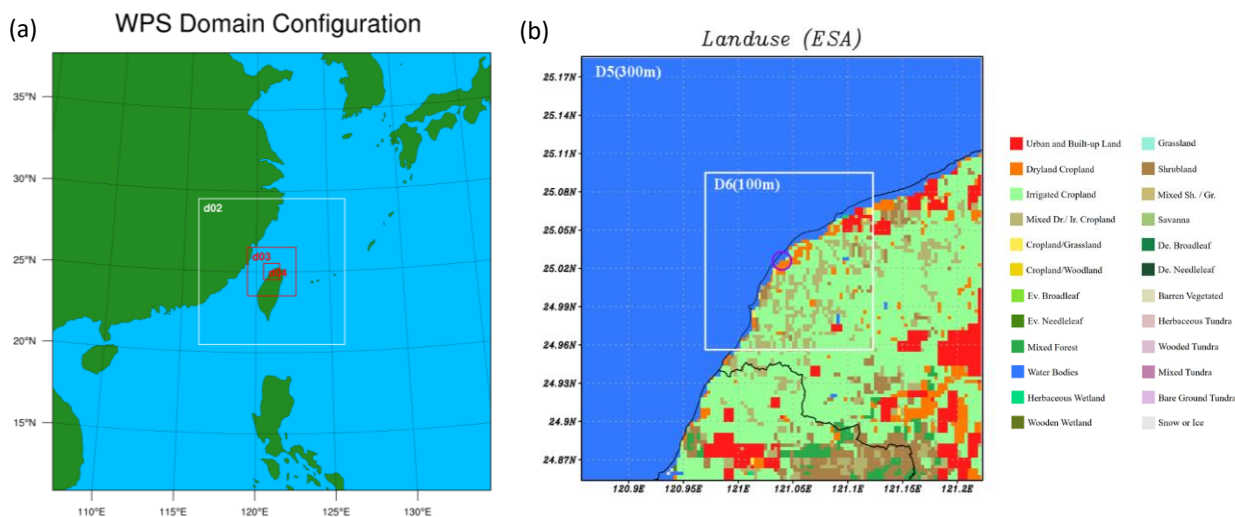 (a)
WPS Domain Configuration
35°N
30°N
25°N
20°N
15°N
110°E
115°E
120°E
125°E
130°E
d02
d03
(b)
Landuse (ESA)
D5(300m)
D6(100m)
25.17N
25.14N
25.11N
25.08N
25.05N
25.02N
24.99N
24.96N
24.93N
24.9N
24.87N
120.9E
120.95E
121E
121.05E
121.1E
121.15E
121.2E
Urban and Built-up Land
Dryland Cropland
Irrigated Cropland
Mixed Dr./ Ir. Cropland
Cropland/Grassland
Cropland/Woodland
Ev. Broadleaf
Ev. Needleleaf
Mixed Forest
Water Bodies
Herbaceous Wetland
Wooden Wetland
Grassland
Shrubland
Mixed Sh. / Gr.
Savanna
De. Broadleaf
De. Needleleaf
Barren Vegetated
Herbaceous Tundra
Wooded Tundra
Mixed Tundra
Bare Ground Tundra
Snow or Ice